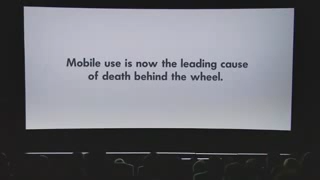 Mobile use is now the leading cause
of death behind the wheel.